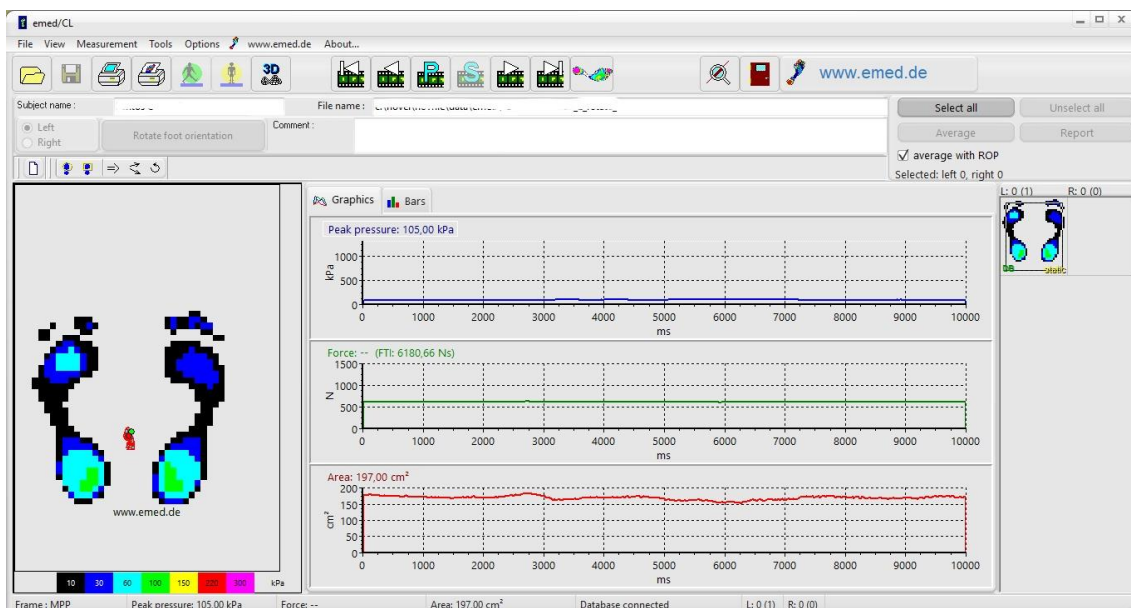 emed/CL
File View Measurement Tools Options www.emed.de About...
3D P S www.emed.de
Subject name :
File name :
Left
Right
Rotate foot orientation
Comment :
Select all Unselect all
Average Report
average with ROP
Selected: left 0, right 0
Graphics Bars
L: 0 (1) R: 0 (0)
DB static
Peak pressure: 105,00 kPa
kPa
1000
500
0
0 1000 2000 3000 4000 5000 6000 7000 8000 9000 10000
ms
Force: -- (FTI: 6180,66 Ns)
N
1500
1000
500
0
0 1000 2000 3000 4000 5000 6000 7000 8000 9000 10000
ms
Area: 197,00 cm²
cm²
200
150
100
50
0
0 1000 2000 3000 4000 5000 6000 7000 8000 9000 10000
ms
www.emed.de
10 30 60 100 150 220 300 kPa
Frame : MPP Peak pressure: 105,00 kPa Force: -- Area: 197,00 cm² Database connected L: 0 (1) R: 0 (0)